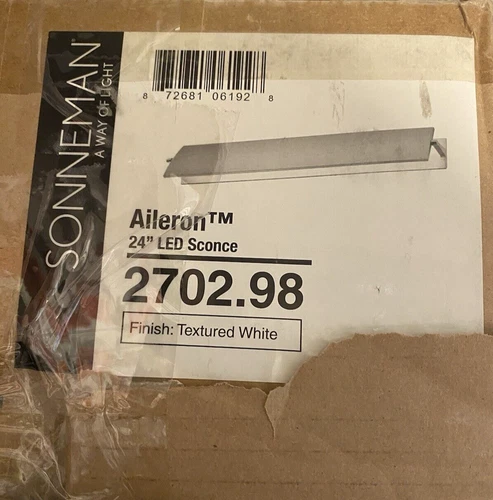 SONNEMAN
A WAY OF LIGHT
8 72681 06192 8
Aileron™
24" LED Sconce
2702.98
Finish: Textured White